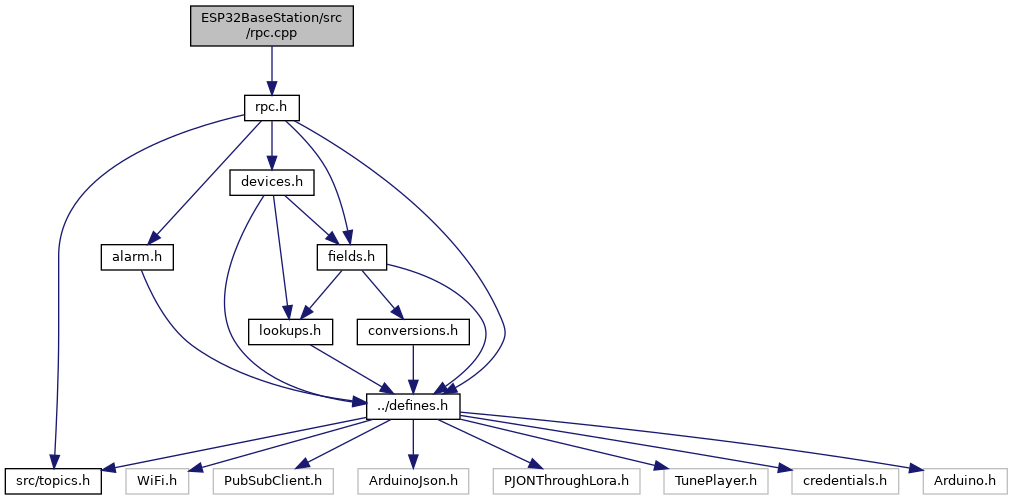 ESP32BaseStation/src
/rpc.cpp
rpc.h
devices.h
alarm.h
fields.h
lookups.h
conversions.h
../defines.h
src/topics.h
WiFi.h
PubSubClient.h
ArduinoJson.h
PJONThroughLora.h
TunePlayer.h
credentials.h
Arduino.h